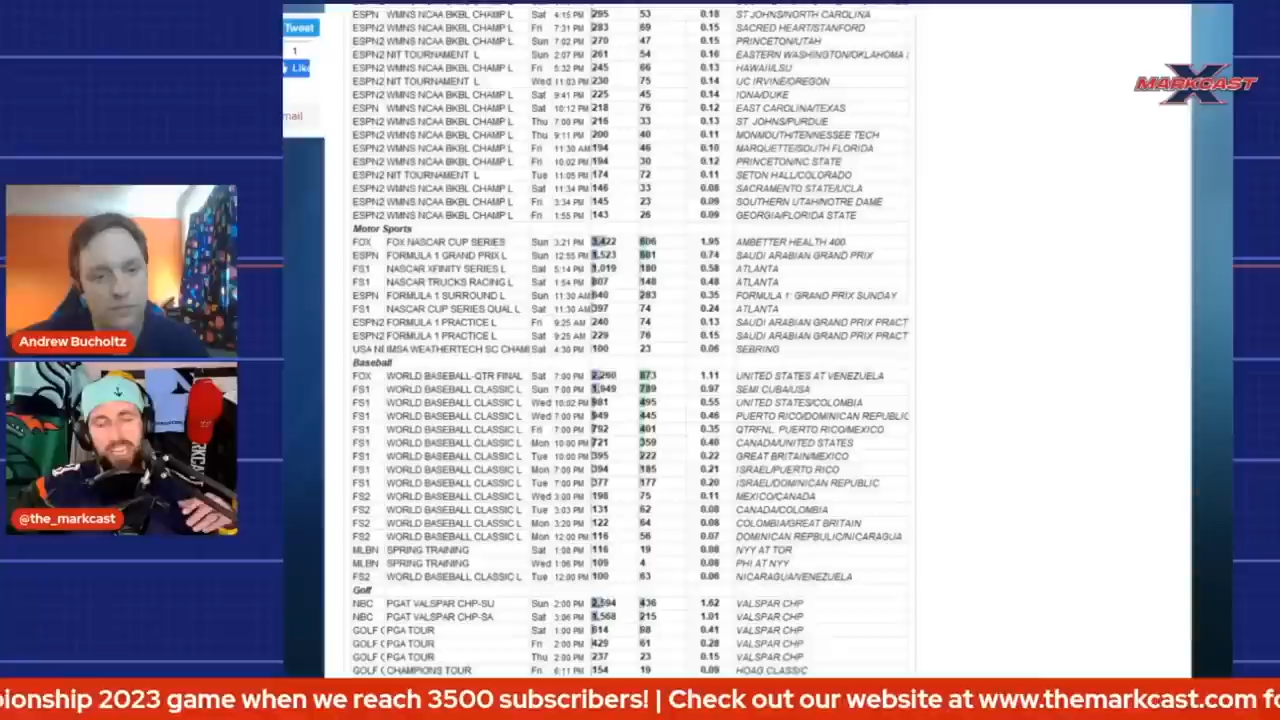 Tweet
1
Like
mail
MARKCAST
Andrew Bucholtz
@the_markcast
ESPN WMNS NCAA BKBL CHAMP L Sat 4:15 PM 295 53 0.18 ST JOHNS/NORTH CAROLINA
ESPN2 WMNS NCAA BKBL CHAMP L Fri 7:31 PM 283 69 0.15 SACRED HEART/STANFORD
ESPN2 WMNS NCAA BKBL CHAMP L Sun 7:02 PM 270 47 0.15 PRINCETON/UTAH
ESPN2 NIT TOURNAMENT L Sun 2:07 PM 261 54 0.16 EASTERN WASHINGTON/OKLAHOMA
ESPN2 WMNS NCAA BKBL CHAMP L Fri 5:32 PM 245 66 0.13 HAWAII/LSU
ESPN2 NIT TOURNAMENT L Wed 11:03 PM 230 75 0.14 UC IRVINE/OREGON
ESPN2 WMNS NCAA BKBL CHAMP L Sat 9:41 PM 225 45 0.14 IONA/DUKE
ESPN WMNS NCAA BKBL CHAMP L Sat 10:12 PM 218 76 0.12 EAST CAROLINA/TEXAS
ESPN2 WMNS NCAA BKBL CHAMP L Thu 7:00 PM 216 33 0.13 ST JOHNS/PURDUE
ESPN2 WMNS NCAA BKBL CHAMP L Thu 9:11 PM 200 40 0.11 MONMOUTH/TENNESSEE TECH
ESPN2 WMNS NCAA BKBL CHAMP L Fri 11:30 AM 194 46 0.10 MARQUETTE/SOUTH FLORIDA
ESPN2 WMNS NCAA BKBL CHAMP L Fri 10:02 PM 194 30 0.12 PRINCETON/NC STATE
ESPN2 NIT TOURNAMENT L Tue 11:05 PM 174 72 0.11 SETON HALL/COLORADO
ESPN2 WMNS NCAA BKBL CHAMP L Sat 11:34 PM 146 33 0.08 SACRAMENTO STATE/UCLA
ESPN2 WMNS NCAA BKBL CHAMP L Fri 3:34 PM 145 23 0.09 SOUTHERN UTAH/NOTRE DAME
ESPN2 WMNS NCAA BKBL CHAMP L Fri 1:55 PM 143 26 0.09 GEORGIA/FLORIDA STATE
Motor Sports
FOX FOX NASCAR CUP SERIES Sun 3:21 PM 3,422 606 1.95 AMBETTER HEALTH 400
ESPN FORMULA 1 GRAND PRIX L Sun 12:55 PM 1,523 601 0.74 SAUDI ARABIAN GRAND PRIX
FS1 NASCAR XFINITY SERIES L Sat 5:14 PM 1,019 180 0.58 ATLANTA
FS1 NASCAR TRUCKS RACING L Sat 1:54 PM 807 148 0.48 ATLANTA
ESPN FORMULA 1 SURROUND L Sun 11:30 AM 640 283 0.35 FORMULA 1: GRAND PRIX SUNDAY
FS1 NASCAR CUP SERIES QUAL L Sat 11:30 AM 397 74 0.24 ATLANTA
ESPN2 FORMULA 1 PRACTICE L Fri 9:25 AM 240 74 0.13 SAUDI ARABIAN GRAND PRIX PRACT
ESPN2 FORMULA 1 PRACTICE L Sat 9:25 AM 229 76 0.15 SAUDI ARABIAN GRAND PRIX PRACT
USA NE IMSA WEATHERTECH SC CHAMI Sat 4:30 PM 100 23 0.06 SEBRING
Baseball
FOX WORLD BASEBALL-QTR FINAL Sat 7:00 PM 2,260 873 1.11 UNITED STATES AT VENEZUELA
FS1 WORLD BASEBALL CLASSIC L Sun 7:00 PM 1,949 789 0.97 SEMI CUBA/USA
FS1 WORLD BASEBALL CLASSIC L Wed 10:02 PM 981 495 0.55 UNITED STATES/COLOMBIA
FS1 WORLD BASEBALL CLASSIC L Wed 7:00 PM 949 445 0.46 PUERTO RICO/DOMINICAN REPUBLIC
FS1 WORLD BASEBALL CLASSIC L Fri 7:00 PM 792 401 0.35 QTRFNL PUERTO RICO/MEXICO
FS1 WORLD BASEBALL CLASSIC L Mon 10:00 PM 721 359 0.40 CANADA/UNITED STATES
FS1 WORLD BASEBALL CLASSIC L Tue 10:00 PM 395 222 0.22 GREAT BRITAIN/MEXICO
FS1 WORLD BASEBALL CLASSIC L Mon 7:00 PM 394 185 0.21 ISRAEL/PUERTO RICO
FS1 WORLD BASEBALL CLASSIC L Tue 7:00 PM 377 177 0.20 ISRAEL/DOMINICAN REPUBLIC
FS2 WORLD BASEBALL CLASSIC L Wed 3:00 PM 198 75 0.11 MEXICO/CANADA
FS2 WORLD BASEBALL CLASSIC L Tue 3:03 PM 131 62 0.08 CANADA/COLOMBIA
FS2 WORLD BASEBALL CLASSIC L Mon 3:20 PM 122 64 0.08 COLOMBIA/GREAT BRITAIN
FS2 WORLD BASEBALL CLASSIC L Mon 12:00 PM 116 56 0.07 DOMINICAN REPBULIC/NICARAGUA
MLBN SPRING TRAINING Sat 1:08 PM 116 19 0.08 NYY AT TOR
MLBN SPRING TRAINING Wed 1:06 PM 109 4 0.08 PHI AT NYY
FS2 WORLD BASEBALL CLASSIC L Tue 12:00 PM 100 63 0.06 NICARAGUA/VENEZUELA
Golf
NBC PGAT VALSPAR CHP-SU Sun 2:00 PM 2,594 436 1.62 VALSPAR CHP
NBC PGAT VALSPAR CHP-SA Sat 3:06 PM 1,568 215 1.01 VALSPAR CHP
GOLF C PGA TOUR Sat 1:00 PM 614 98 0.41 VALSPAR CHP
GOLF C PGA TOUR Fri 2:00 PM 429 61 0.28 VALSPAR CHP
GOLF C PGA TOUR Thu 2:00 PM 237 23 0.15 VALSPAR CHP
GOLF C CHAMPIONS TOUR Fri 6:11 PM 154 19 0.09 HOAG CLASSIC
pionship 2023 game when we reach 3500 subscribers! | Check out our website at www.themarkcast.com fo